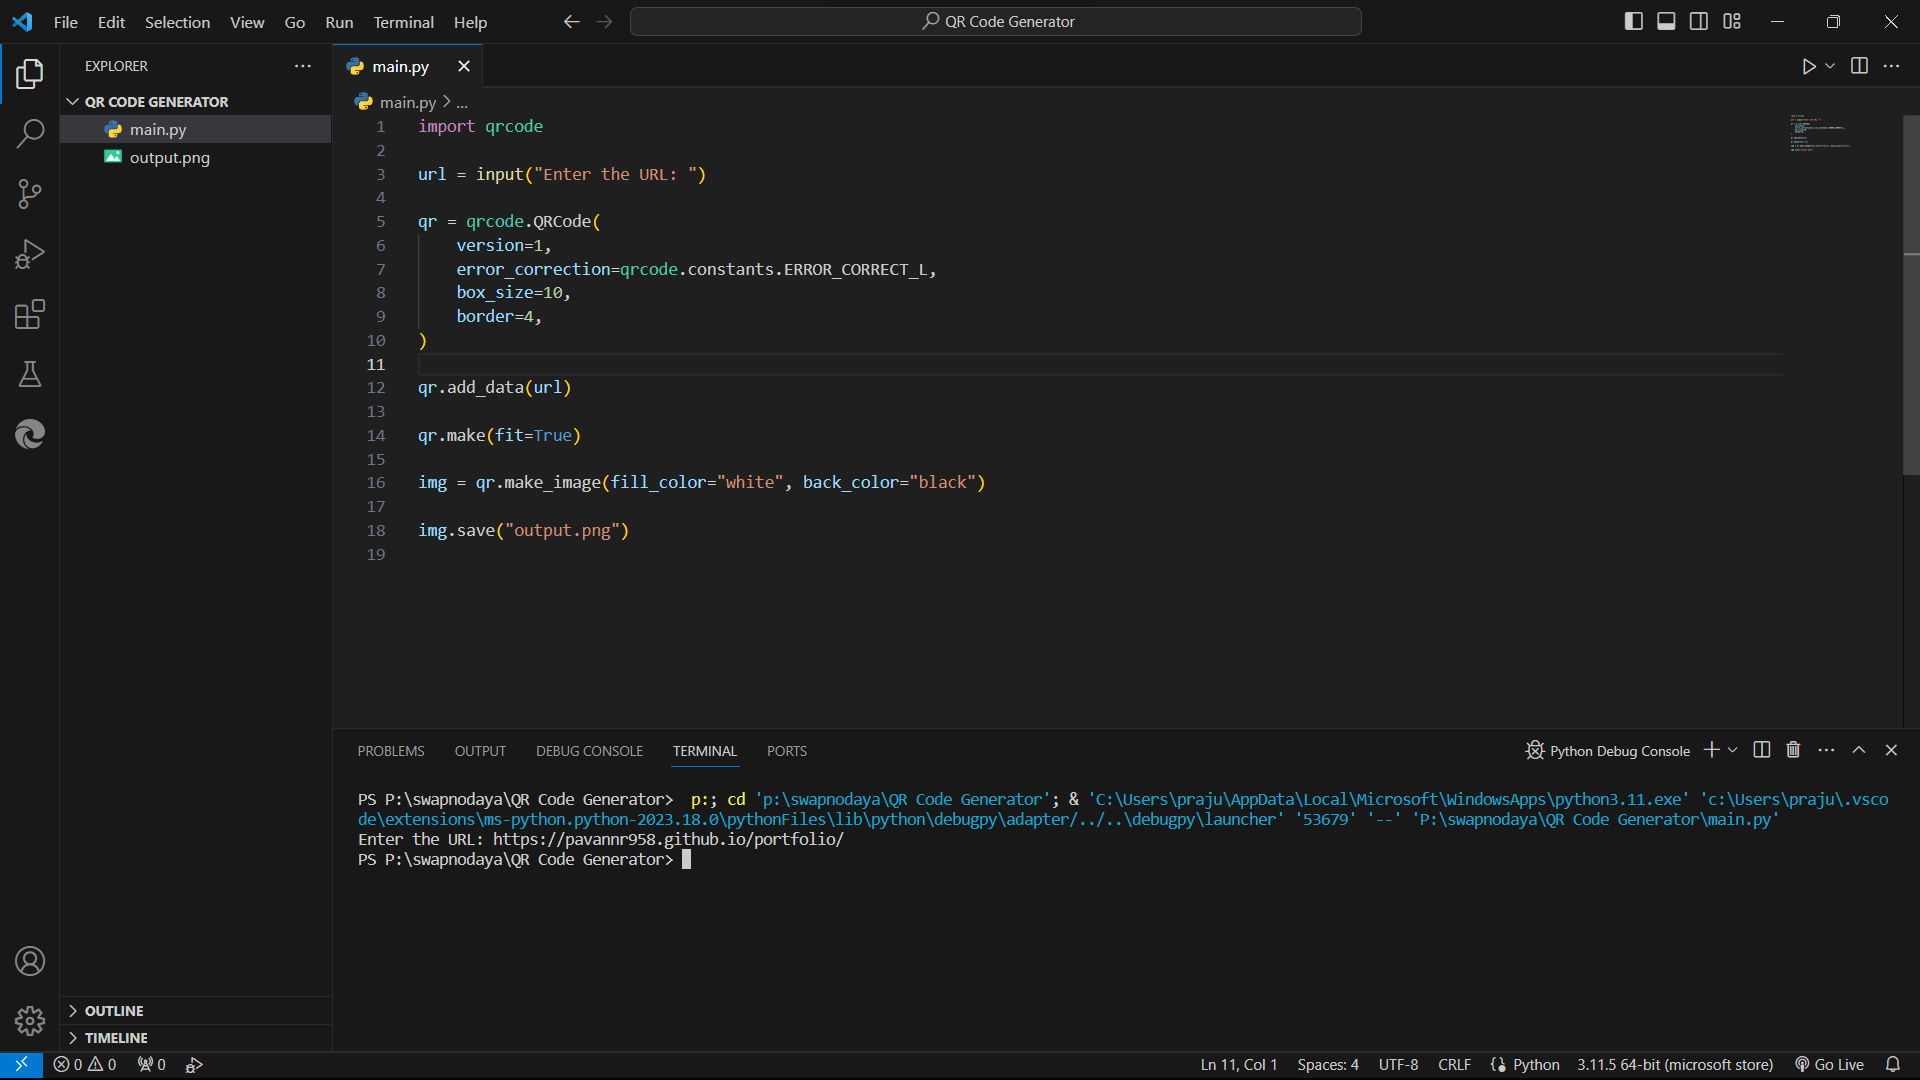 File Edit Selection View Go Run Terminal Help
QR Code Generator
EXPLORER
QR CODE GENERATOR
main.py
output.png
OUTLINE
TIMELINE
main.py
main.py > ...
1 import qrcode
2
3 url = input("Enter the URL: ")
4
5 qr = qrcode.QRCode(
6     version=1,
7     error_correction=qrcode.constants.ERROR_CORRECT_L,
8     box_size=10,
9     border=4,
10 )
11
12 qr.add_data(url)
13
14 qr.make(fit=True)
15
16 img = qr.make_image(fill_color="white", back_color="black")
17
18 img.save("output.png")
19
PROBLEMS OUTPUT DEBUG CONSOLE TERMINAL PORTS
Python Debug Console
PS P:\swapnodaya\QR Code Generator>  p:; cd 'p:\swapnodaya\QR Code Generator'; & 'C:\Users\praju\AppData\Local\Microsoft\WindowsApps\python3.11.exe' 'c:\Users\praju\.vsco
de\extensions\ms-python.python-2023.18.0\pythonFiles\lib\python\debugpy\adapter/../..\debugpy\launcher' '53679' '--' 'P:\swapnodaya\QR Code Generator\main.py'
Enter the URL: https://pavannr958.github.io/portfolio/
PS P:\swapnodaya\QR Code Generator>
0 0 0
Ln 11, Col 1 Spaces: 4 UTF-8 CRLF Python 3.11.5 64-bit (microsoft store) Go Live